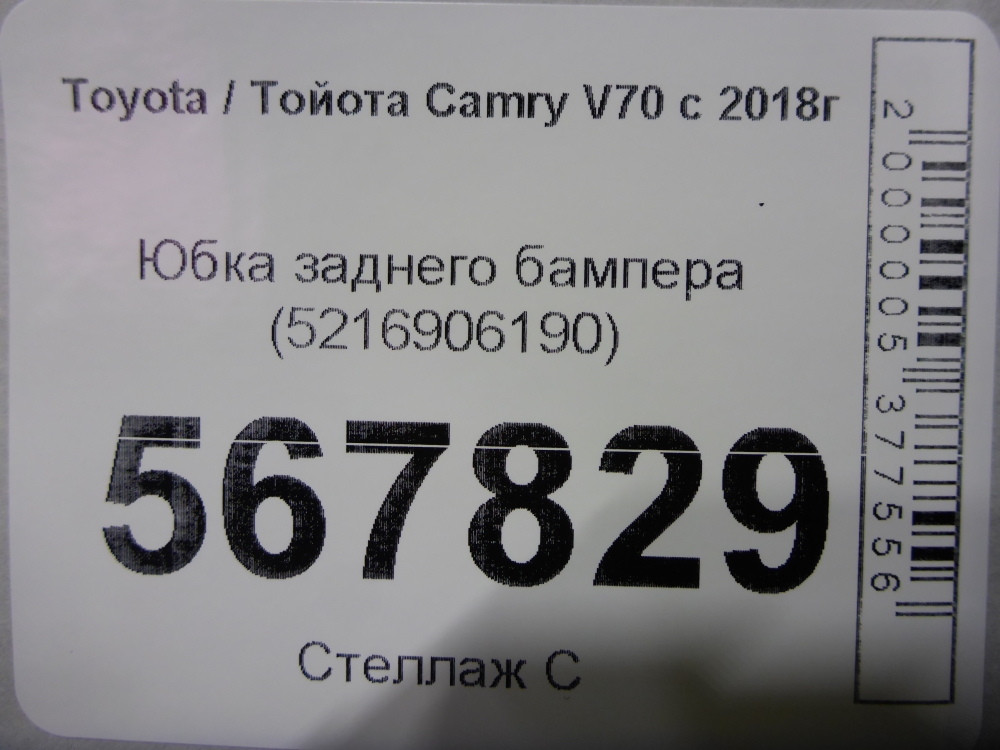 Toyota / Тойота Camry V70 с 2018г
Юбка заднего бампера
(5216906190)
567829
Стеллаж С
2000005377556